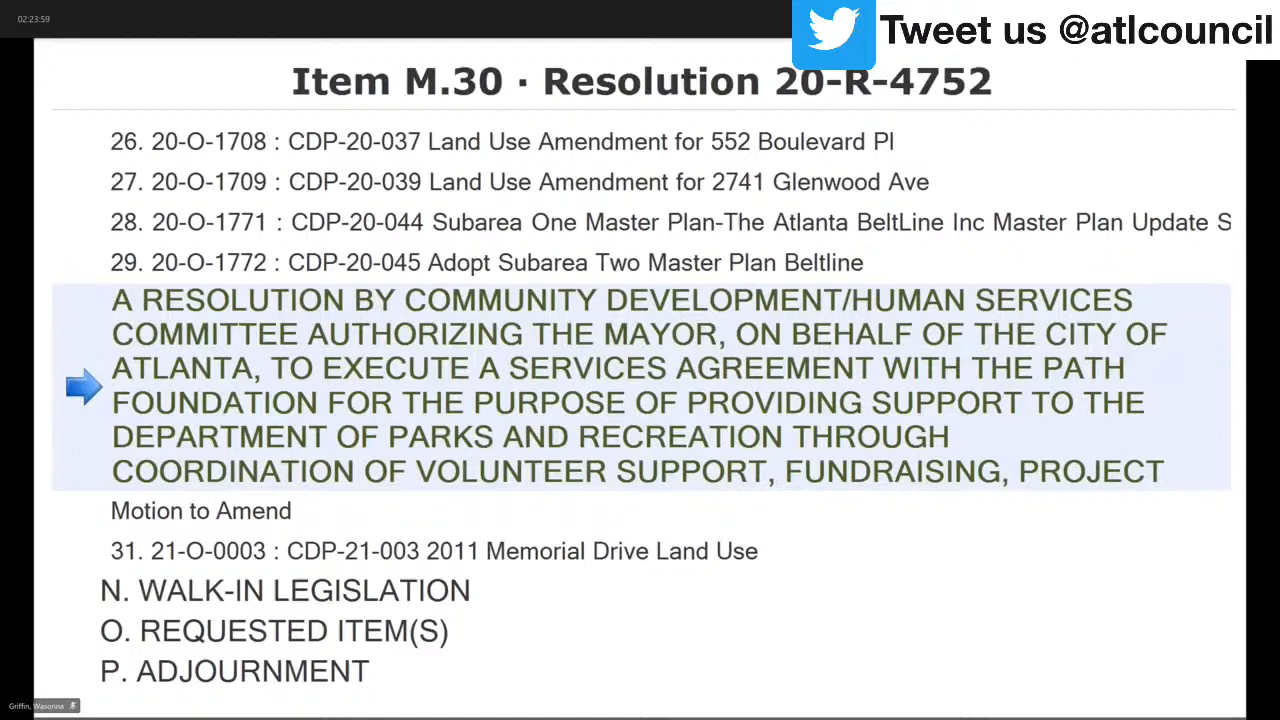 02:23:59
Tweet us @atlcouncil
Item M.30 · Resolution 20-R-4752
26. 20-O-1708 : CDP-20-037 Land Use Amendment for 552 Boulevard Pl
27. 20-O-1709 : CDP-20-039 Land Use Amendment for 2741 Glenwood Ave
28. 20-O-1771 : CDP-20-044 Subarea One Master Plan-The Atlanta BeltLine Inc Master Plan Update S
29. 20-O-1772 : CDP-20-045 Adopt Subarea Two Master Plan Beltline
A RESOLUTION BY COMMUNITY DEVELOPMENT/HUMAN SERVICES
COMMITTEE AUTHORIZING THE MAYOR, ON BEHALF OF THE CITY OF
ATLANTA, TO EXECUTE A SERVICES AGREEMENT WITH THE PATH
FOUNDATION FOR THE PURPOSE OF PROVIDING SUPPORT TO THE
DEPARTMENT OF PARKS AND RECREATION THROUGH
COORDINATION OF VOLUNTEER SUPPORT, FUNDRAISING, PROJECT
Motion to Amend
31. 21-O-0003 : CDP-21-003 2011 Memorial Drive Land Use
N. WALK-IN LEGISLATION
O. REQUESTED ITEM(S)
P. ADJOURNMENT
Griffin, Wasorina